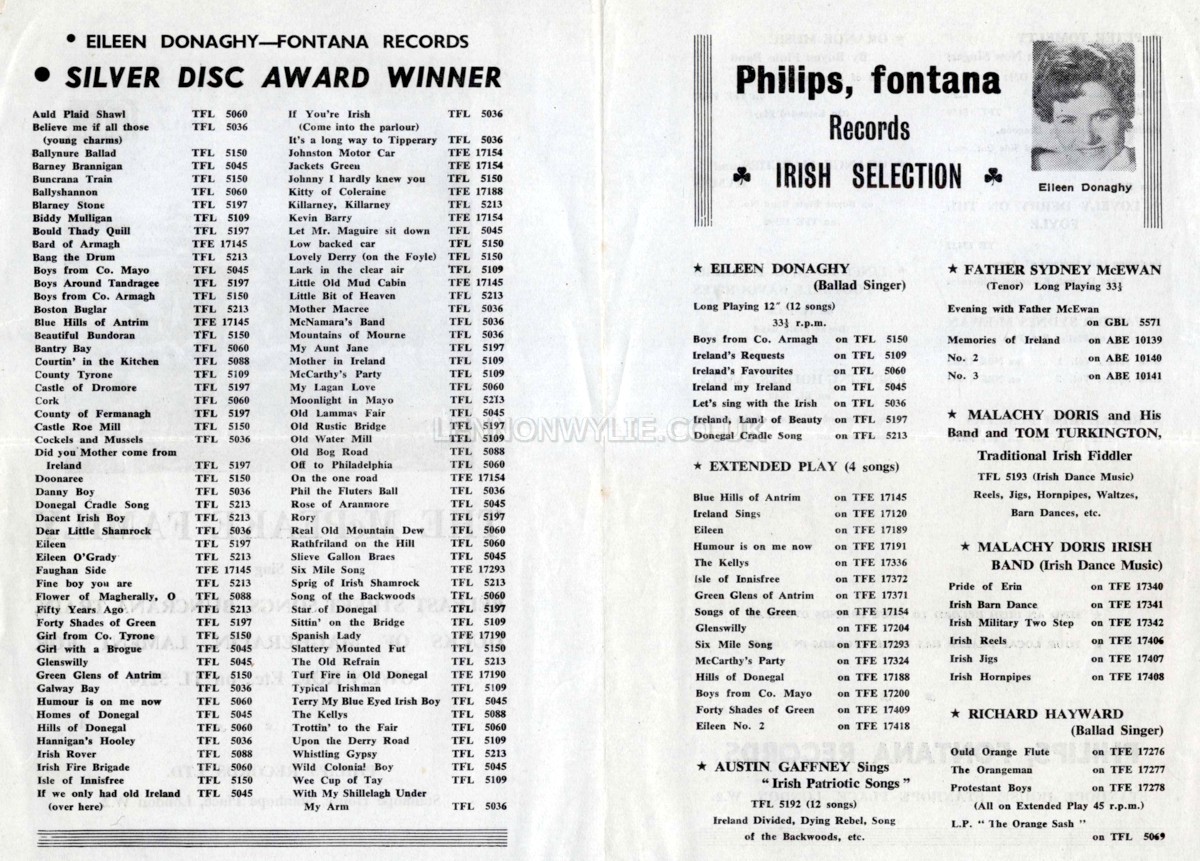 • EILEEN DONAGHY—FONTANA RECORDS
• SILVER DISC AWARD WINNER
Auld Plaid Shawl TFL 5060
Believe me if all those TFL 5036
(young charms)
Ballynure Ballad TFL 5150
Barney Brannigan TFL 5045
Buncrana Train TFL 5150
Ballyshannon TFL 5060
Blarney Stone TFL 5197
Biddy Mulligan TFL 5109
Bould Thady Quill TFL 5197
Bard of Armagh TFE 17145
Bang the Drum TFL 5213
Boys from Co. Mayo TFL 5045
Boys Around Tandragee TFL 5197
Boys from Co. Armagh TFL 5150
Boston Buglar TFL 5213
Blue Hills of Antrim TFE 17145
Beautiful Bundoran TFL 5150
Bantry Bay TFL 5060
Courtin' in the Kitchen TFL 5088
County Tyrone TFL 5109
Castle of Dromore TFL 5197
Cork TFL 5060
County of Fermanagh TFL 5197
Castle Roe Mill TFL 5150
Cockels and Mussels TFL 5036
Did you Mother come from
Ireland TFL 5197
Doonaree TFL 5150
Danny Boy TFL 5036
Donegal Cradle Song TFL 5213
Dacent Irish Boy TFL 5213
Dear Little Shamrock TFL 5036
Eileen TFL 5197
Eileen O'Grady TFL 5213
Faughan Side TFE 17145
Fine boy you are TFL 5213
Flower of Magherally, O TFL 5088
Fifty Years Ago TFL 5213
Forty Shades of Green TFL 5197
Girl from Co. Tyrone TFL 5150
Girl with a Brogue TFL 5045
Glenswilly TFL 5045
Green Glens of Antrim TFL 5150
Galway Bay TFL 5036
Humour is on me now TFL 5060
Homes of Donegal TFL 5045
Hills of Donegal TFL 5060
Hannigan's Hooley TFL 5036
Irish Rover TFL 5088
Irish Fire Brigade TFL 5060
Isle of Innisfree TFL 5150
If we only had old Ireland TFL 5045
(over here)
If You're Irish TFL 5036
(Come into the parlour)
It's a long way to Tipperary TFL 5036
Johnston Motor Car TFE 17154
Jackets Green TFE 17154
Johnny I hardly knew you TFL 5150
Kitty of Coleraine TFE 17188
Killarney, Killarney TFL 5213
Kevin Barry TFE 17154
Let Mr. Maguire sit down TFL 5045
Low backed car TFL 5150
Lovely Derry (on the Foyle) TFL 5150
Lark in the clear air TFL 5109
Little Old Mud Cabin TFE 17145
Little Bit of Heaven TFL 5213
Mother Macree TFL 5036
McNamara's Band TFL 5036
Mountains of Mourne TFL 5036
My Aunt Jane TFL 5197
Mother in Ireland TFL 5109
McCarthy's Party TFL 5109
My Lagan Love TFL 5060
Moonlight in Mayo TFL 5213
Old Lammas Fair TFL 5045
Old Rustic Bridge TFL 5197
Old Water Mill TFL 5109
Old Bog Road TFL 5088
Off to Philadelphia TFL 5060
On the one road TFE 17154
Phil the Fluters Ball TFL 5036
Rose of Aranmore TFL 5045
Rory TFL 5197
Real Old Mountain Dew TFL 5060
Rathfriland on the Hill TFL 5060
Slieve Gallon Braes TFL 5045
Six Mile Song TFE 17293
Sprig of Irish Shamrock TFL 5213
Song of the Backwoods TFL 5060
Star of Donegal TFL 5197
Sittin' on the Bridge TFL 5109
Spanish Lady TFE 17190
Slattery Mounted Fut TFL 5150
The Old Refrain TFL 5213
Turf Fire in Old Donegal TFE 17190
Typical Irishman TFL 5109
Terry My Blue Eyed Irish Boy TFL 5045
The Kellys TFL 5088
Trottin' to the Fair TFL 5060
Upon the Derry Road TFL 5109
Whistling Gypsy TFL 5213
Wild Colonial Boy TFL 5045
Wee Cup of Tay TFL 5109
With My Shillelagh Under
My Arm TFL 5036
LENNONWYLIE.CO.UK
Philips, fontana
Records
♣ IRISH SELECTION ♣
Eileen Donaghy
★ EILEEN DONAGHY
(Ballad Singer)
Long Playing 12" (12 songs)
33⅓ r.p.m.
Boys from Co. Armagh on TFL 5150
Ireland's Requests on TFL 5109
Ireland's Favourites on TFL 5060
Ireland my Ireland on TFL 5045
Let's sing with the Irish on TFL 5036
Ireland, Land of Beauty on TFL 5197
Donegal Cradle Song on TFL 5213
★ EXTENDED PLAY (4 songs)
Blue Hills of Antrim on TFE 17145
Ireland Sings on TFE 17120
Eileen on TFE 17189
Humour is on me now on TFE 17191
The Kellys on TFE 17336
Isle of Innisfree on TFE 17372
Green Glens of Antrim on TFE 17371
Songs of the Green on TFE 17154
Glenswilly on TFE 17204
Six Mile Song on TFE 17293
McCarthy's Party on TFE 17324
Hills of Donegal on TFE 17188
Boys from Co. Mayo on TFE 17200
Forty Shades of Green on TFE 17409
Eileen No. 2 on TFE 17418
★ AUSTIN GAFFNEY Sings
"Irish Patriotic Songs"
TFL 5192 (12 songs)
Ireland Divided, Dying Rebel, Song
of the Backwoods, etc.
★ FATHER SYDNEY McEWAN
(Tenor) Long Playing 33⅓
Evening with Father McEwan
on GBL 5571
Memories of Ireland on ABE 10139
No. 2 on ABE 10140
No. 3 on ABE 10141
★ MALACHY DORIS and His
Band and TOM TURKINGTON,
Traditional Irish Fiddler
TFL 5193 (Irish Dance Music)
Reels, Jigs, Hornpipes, Waltzes,
Barn Dances, etc.
★ MALACHY DORIS IRISH
BAND (Irish Dance Music)
Pride of Erin on TFE 17340
Irish Barn Dance on TFE 17341
Irish Military Two Step on TFE 17342
Irish Reels on TFE 17406
Irish Jigs on TFE 17407
Irish Hornpipes on TFE 17408
★ RICHARD HAYWARD
(Ballad Singer)
Ould Orange Flute on TFE 17276
The Orangeman on TFE 17277
Protestant Boys on TFE 17278
(All on Extended Play 45 r.p.m.)
L.P. "The Orange Sash"
on TFL 5069